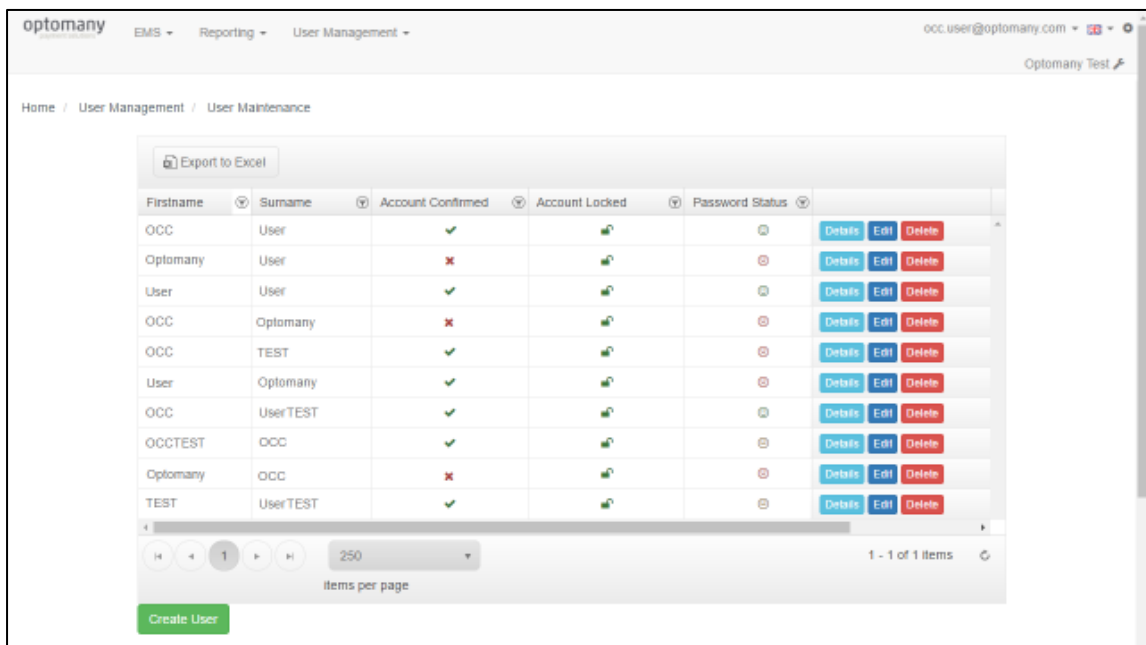 optomany
EMS Reporting User Management occ.user@optomany.com
Optomany Test
Home / User Management / User Maintenance
Export to Excel
Firstname Surname Account Confirmed Account Locked Password Status
OCC User Details Edit Delete
Optomany User Details Edit Delete
User User Details Edit Delete
OCC Optomany Details Edit Delete
OCC TEST Details Edit Delete
User Optomany Details Edit Delete
OCC UserTEST Details Edit Delete
OCCTEST OCC Details Edit Delete
Optomany OCC Details Edit Delete
TEST UserTEST Details Edit Delete
1 250 1 - 1 of 1 items
items per page
Create User